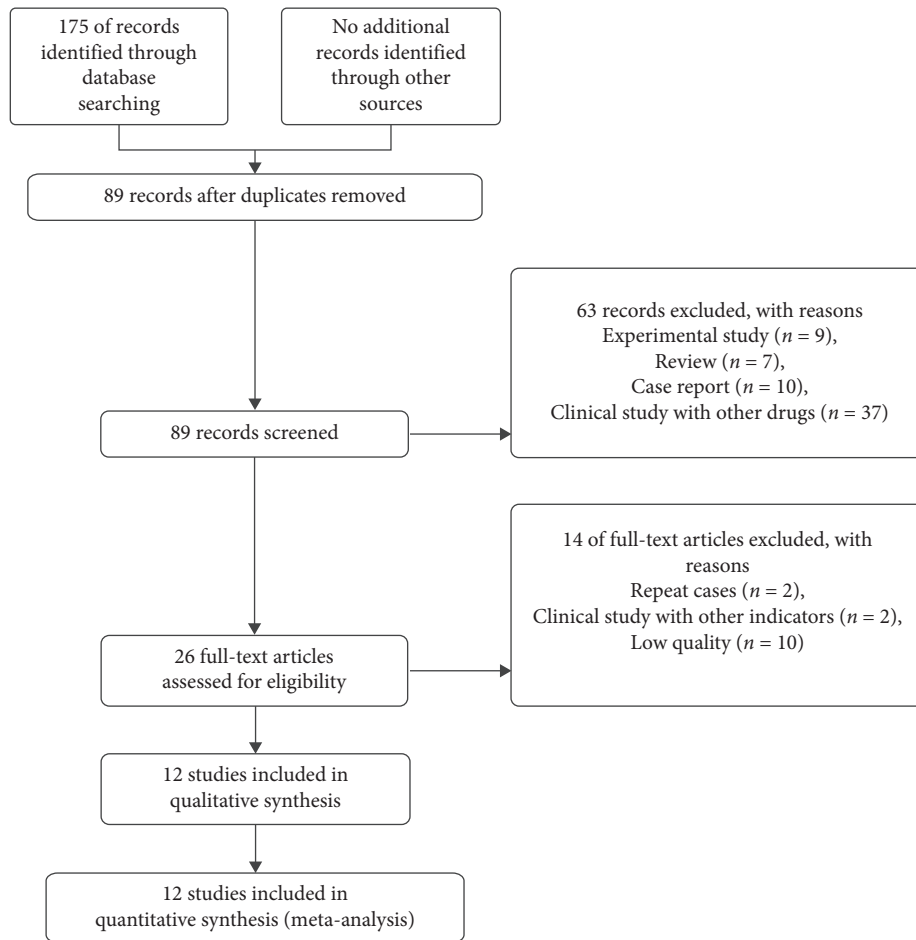 175 of records
identified through
database
searching
No additional
records identified
through other
sources
89 records after duplicates removed
63 records excluded, with reasons
Experimental study (n = 9),
Review (n = 7),
Case report (n = 10),
Clinical study with other drugs (n = 37)
89 records screened
14 of full-text articles excluded, with
reasons
Repeat cases (n = 2),
Clinical study with other indicators (n = 2),
Low quality (n = 10)
26 full-text articles
assessed for eligibility
12 studies included in
qualitative synthesis
12 studies included in
quantitative synthesis (meta-analysis)